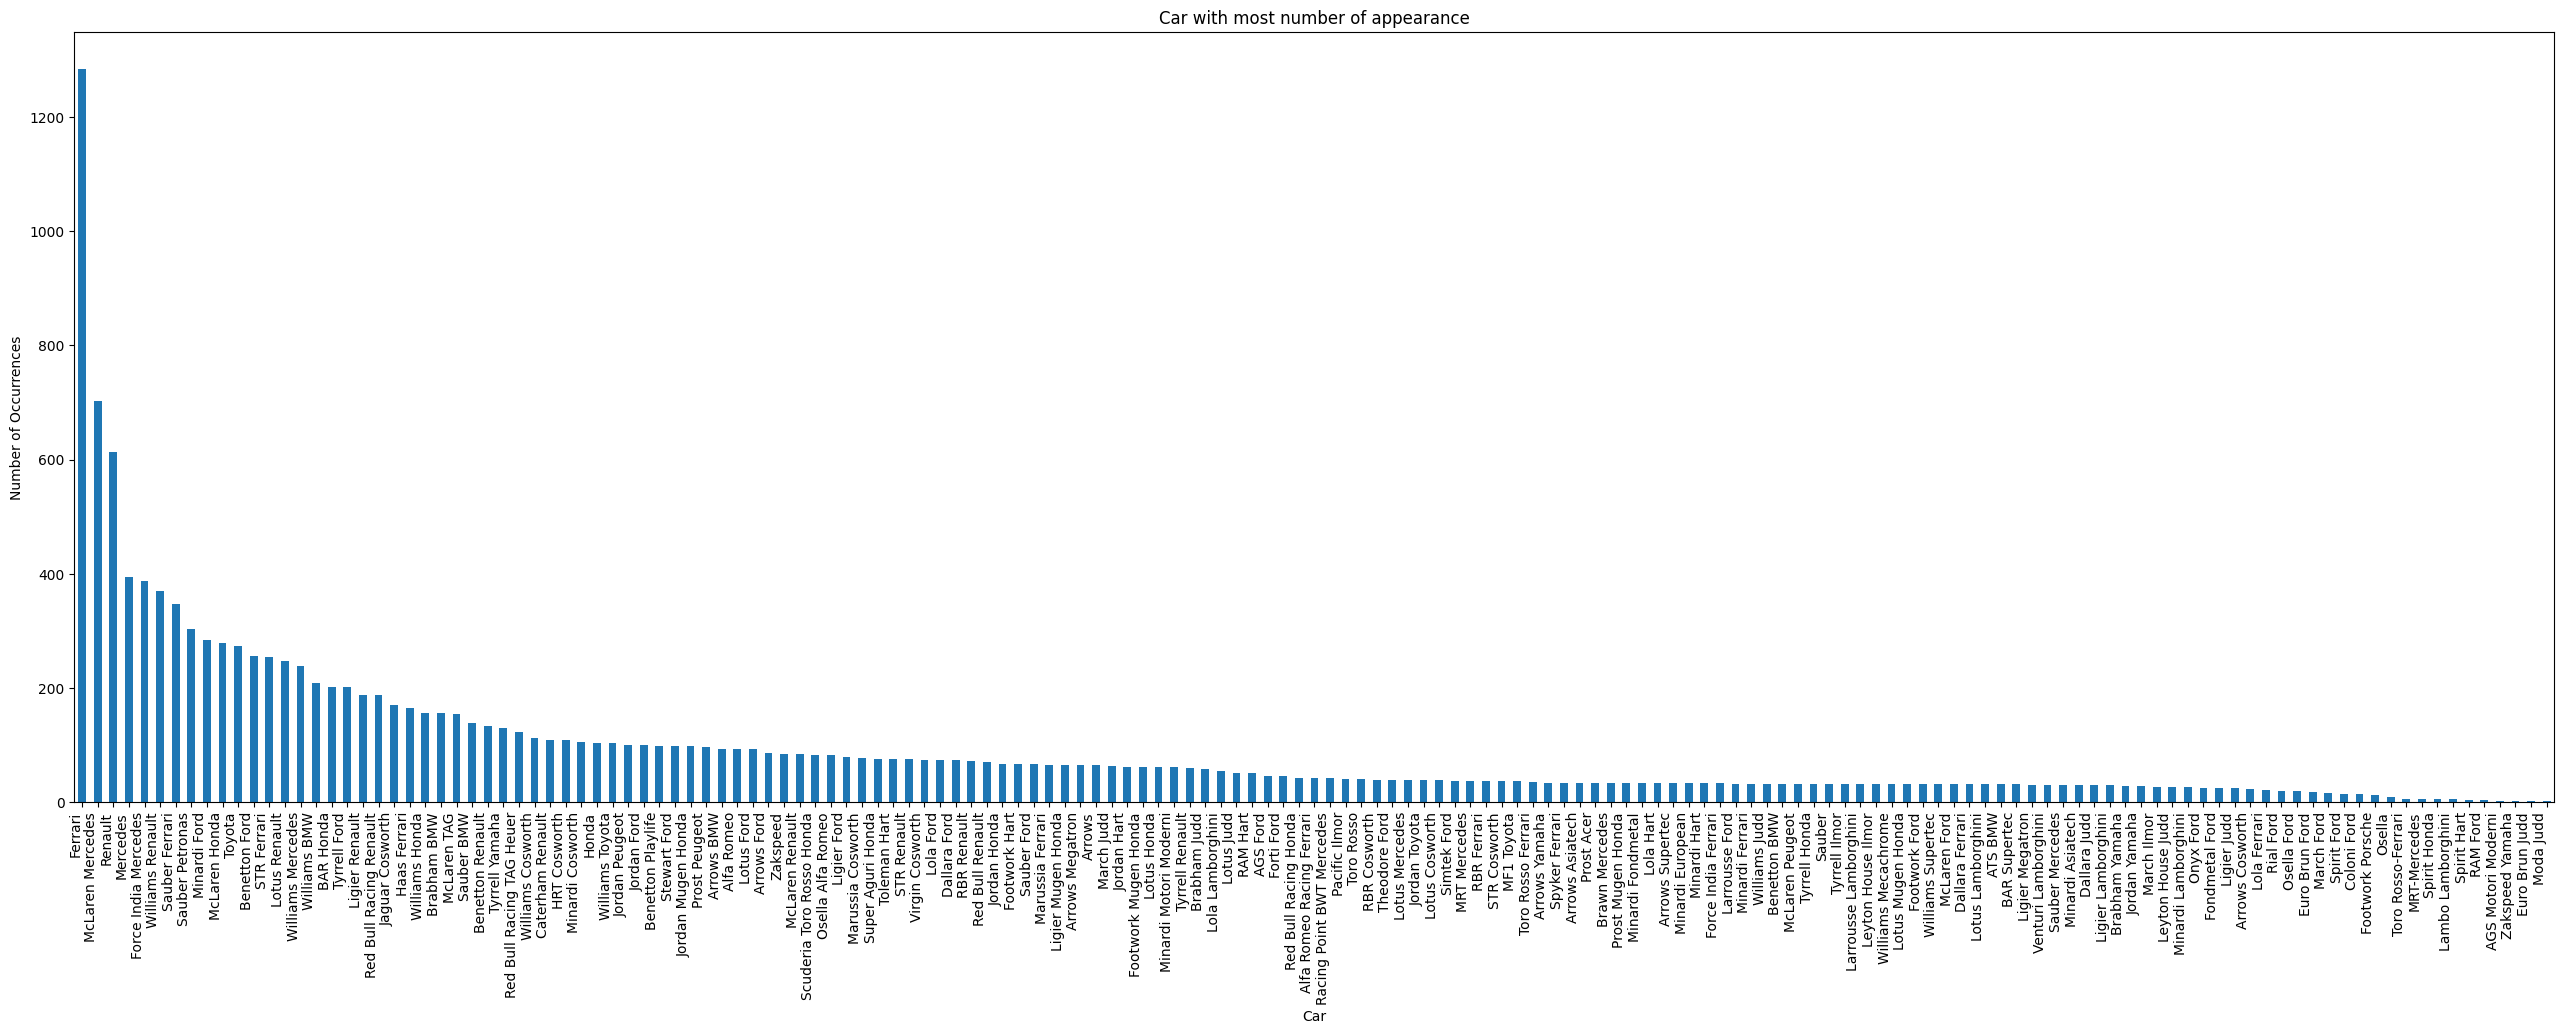 Car with most number of appearance
Number of Occurrences
1200
1000
800
600
400
200
0
Ferrari
McLaren Mercedes
Renault
Mercedes
Force India Mercedes
Williams Renault
Sauber Ferrari
Sauber Petronas
Minardi Ford
McLaren Honda
Toyota
Benetton Ford
STR Ferrari
Lotus Renault
Williams Mercedes
Williams BMW
BAR Honda
Tyrrell Ford
Ligier Renault
Red Bull Racing Renault
Jaguar Cosworth
Haas Ferrari
Williams Honda
Brabham BMW
McLaren TAG
Sauber BMW
Benetton Renault
Tyrrell Yamaha
Red Bull Racing TAG Heuer
Williams Cosworth
Caterham Renault
HRT Cosworth
Minardi Cosworth
Honda
Williams Toyota
Jordan Peugeot
Jordan Ford
Benetton Playlife
Stewart Ford
Jordan Mugen Honda
Prost Peugeot
Arrows BMW
Alfa Romeo
Lotus Ford
Arrows Ford
Zakspeed
McLaren Renault
Scuderia Toro Rosso Honda
Osella Alfa Romeo
Ligier Ford
Marussia Cosworth
Super Aguri Honda
Toleman Hart
STR Renault
Virgin Cosworth
Lola Ford
Dallara Ford
RBR Renault
Red Bull Renault
Jordan Honda
Footwork Hart
Sauber Ford
Marussia Ferrari
Ligier Mugen Honda
Arrows Megatron
Arrows
March Judd
Jordan Hart
Footwork Mugen Honda
Lotus Honda
Minardi Motori Moderni
Tyrrell Renault
Brabham Judd
Lola Lamborghini
Lotus Judd
RAM Hart
AGS Ford
Forti Ford
Red Bull Racing Honda
Alfa Romeo Racing Ferrari
Racing Point BWT Mercedes
Pacific Ilmor
Toro Rosso
RBR Cosworth
Theodore Ford
Lotus Mercedes
Jordan Toyota
Lotus Cosworth
Simtek Ford
MRT Mercedes
RBR Ferrari
STR Cosworth
MF1 Toyota
Toro Rosso Ferrari
Arrows Yamaha
Spyker Ferrari
Arrows Asiatech
Prost Acer
Brawn Mercedes
Prost Mugen Honda
Minardi Fondmetal
Lola Hart
Arrows Supertec
Minardi European
Minardi Hart
Force India Ferrari
Larrousse Ford
Minardi Ferrari
Williams Judd
Benetton BMW
McLaren Peugeot
Tyrrell Honda
Sauber
Tyrrell Ilmor
Larrousse Lamborghini
Leyton House Ilmor
Williams Mecachrome
Lotus Mugen Honda
Footwork Ford
Williams Supertec
McLaren Ford
Dallara Ferrari
Lotus Lamborghini
ATS BMW
BAR Supertec
Ligier Megatron
Venturi Lamborghini
Sauber Mercedes
Minardi Asiatech
Dallara Judd
Ligier Lamborghini
Brabham Yamaha
Jordan Yamaha
March Ilmor
Leyton House Judd
Minardi Lamborghini
Onyx Ford
Fondmetal Ford
Ligier Judd
Arrows Cosworth
Lola Ferrari
Rial Ford
Osella Ford
Euro Brun Ford
March Ford
Spirit Ford
Coloni Ford
Footwork Porsche
Osella
Toro Rosso-Ferrari
MRT-Mercedes
Spirit Honda
Lambo Lamborghini
Spirit Hart
RAM Ford
AGS Motori Moderni
Zakspeed Yamaha
Euro Brun Judd
Moda Judd
Car